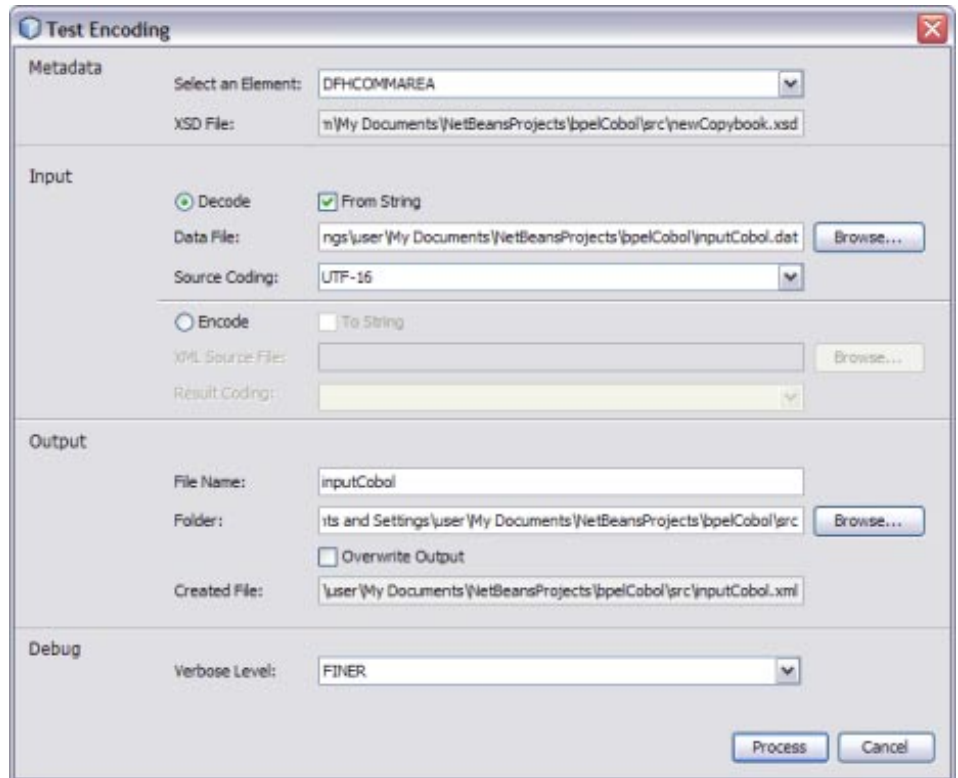 Test Encoding
Metadata
Select an Element: DFHCOMMAREA
XSD File: n\My Documents\NetBeansProjects\bpelCobol\src\newCopybook.xsd
Input
Decode From String
Data File: ngs\user\My Documents\NetBeansProjects\bpelCobol\inputCobol.dat Browse...
Source Coding: UTF-16
Encode To String
XML Source File: Browse...
Result Coding:
Output
File Name: inputCobol
Folder: nts and Settings\user\My Documents\NetBeansProjects\bpelCobol\src Browse...
Overwrite Output
Created File: \user\My Documents\NetBeansProjects\bpelCobol\src\inputCobol.xml
Debug
Verbose Level: FINER
Process Cancel